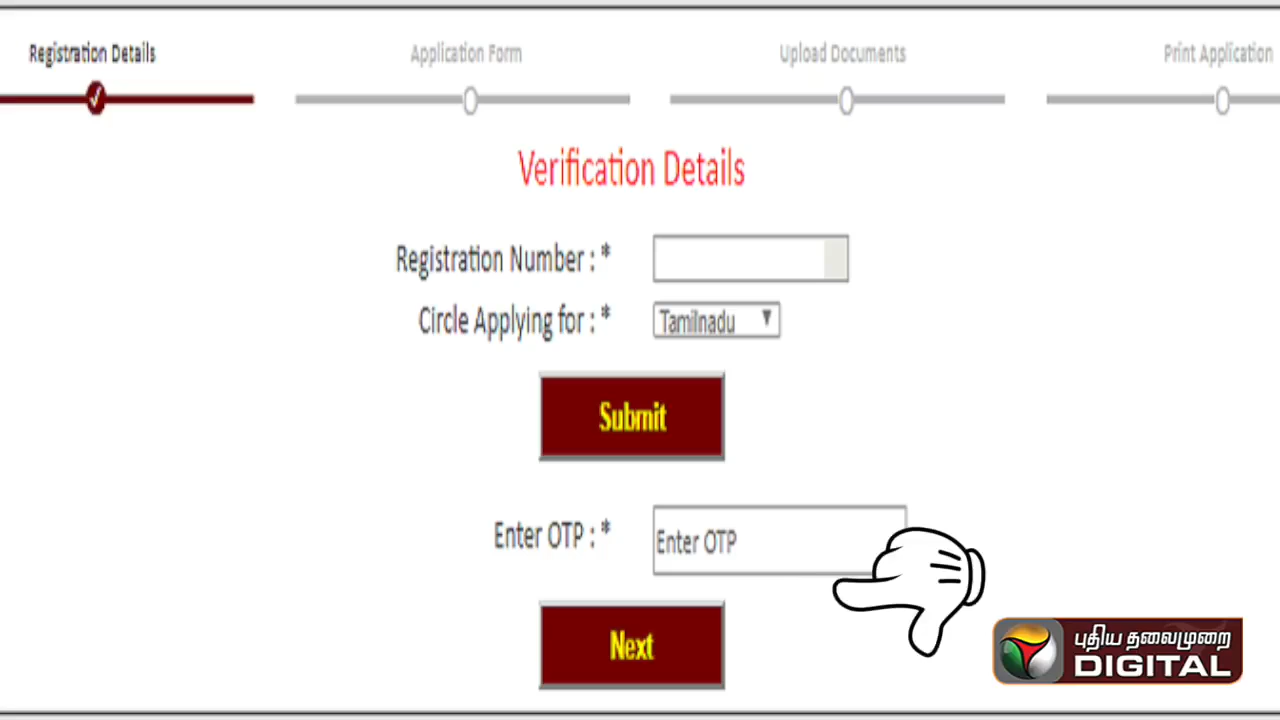 Registration Details
Application Form
Upload Documents
Print Application
Verification Details
Registration Number : *
Circle Applying for : * Tamilnadu
Submit
Enter OTP : * Enter OTP
Next
புதிய தலைமுறை
DIGITAL